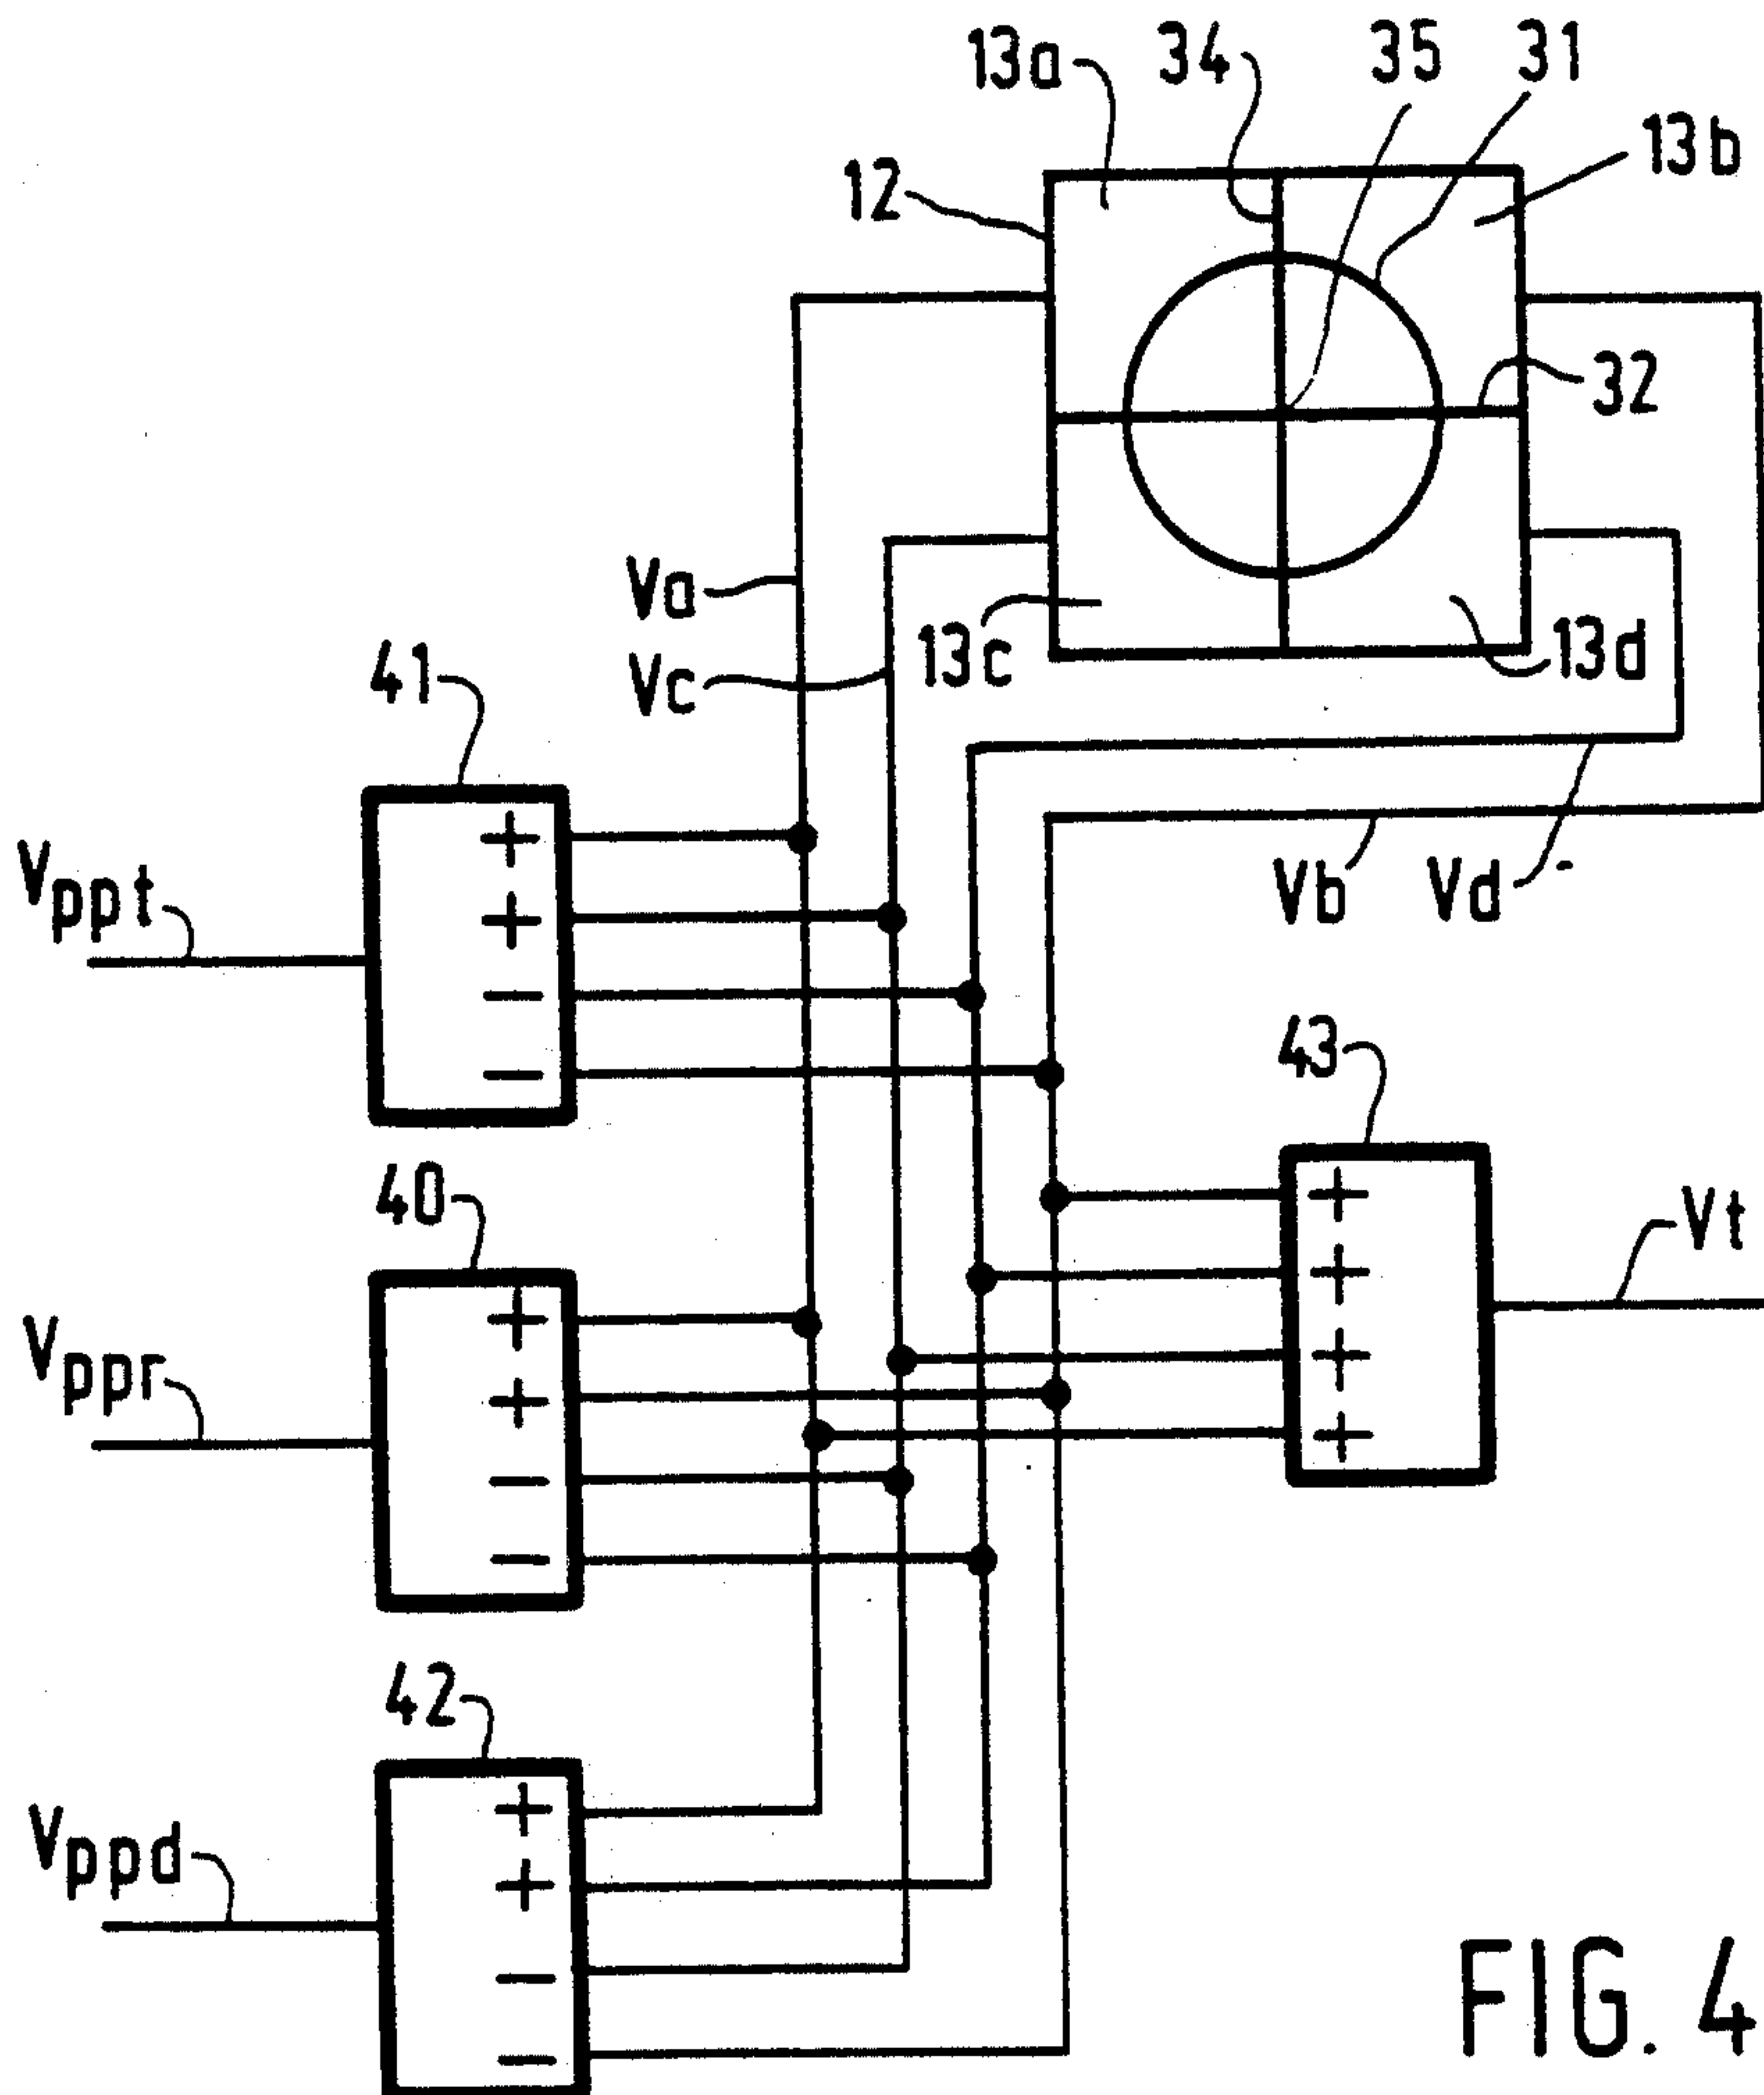 13a 34 35 31
13b
12
32
Va
13c
13d
Vc
41
+
+
−
−
Vppt
Vb
Vd
43
+
+
+
+
Vt
40
+
+
−
−
Vppr
42
+
+
−
−
Vppd
FIG. 4